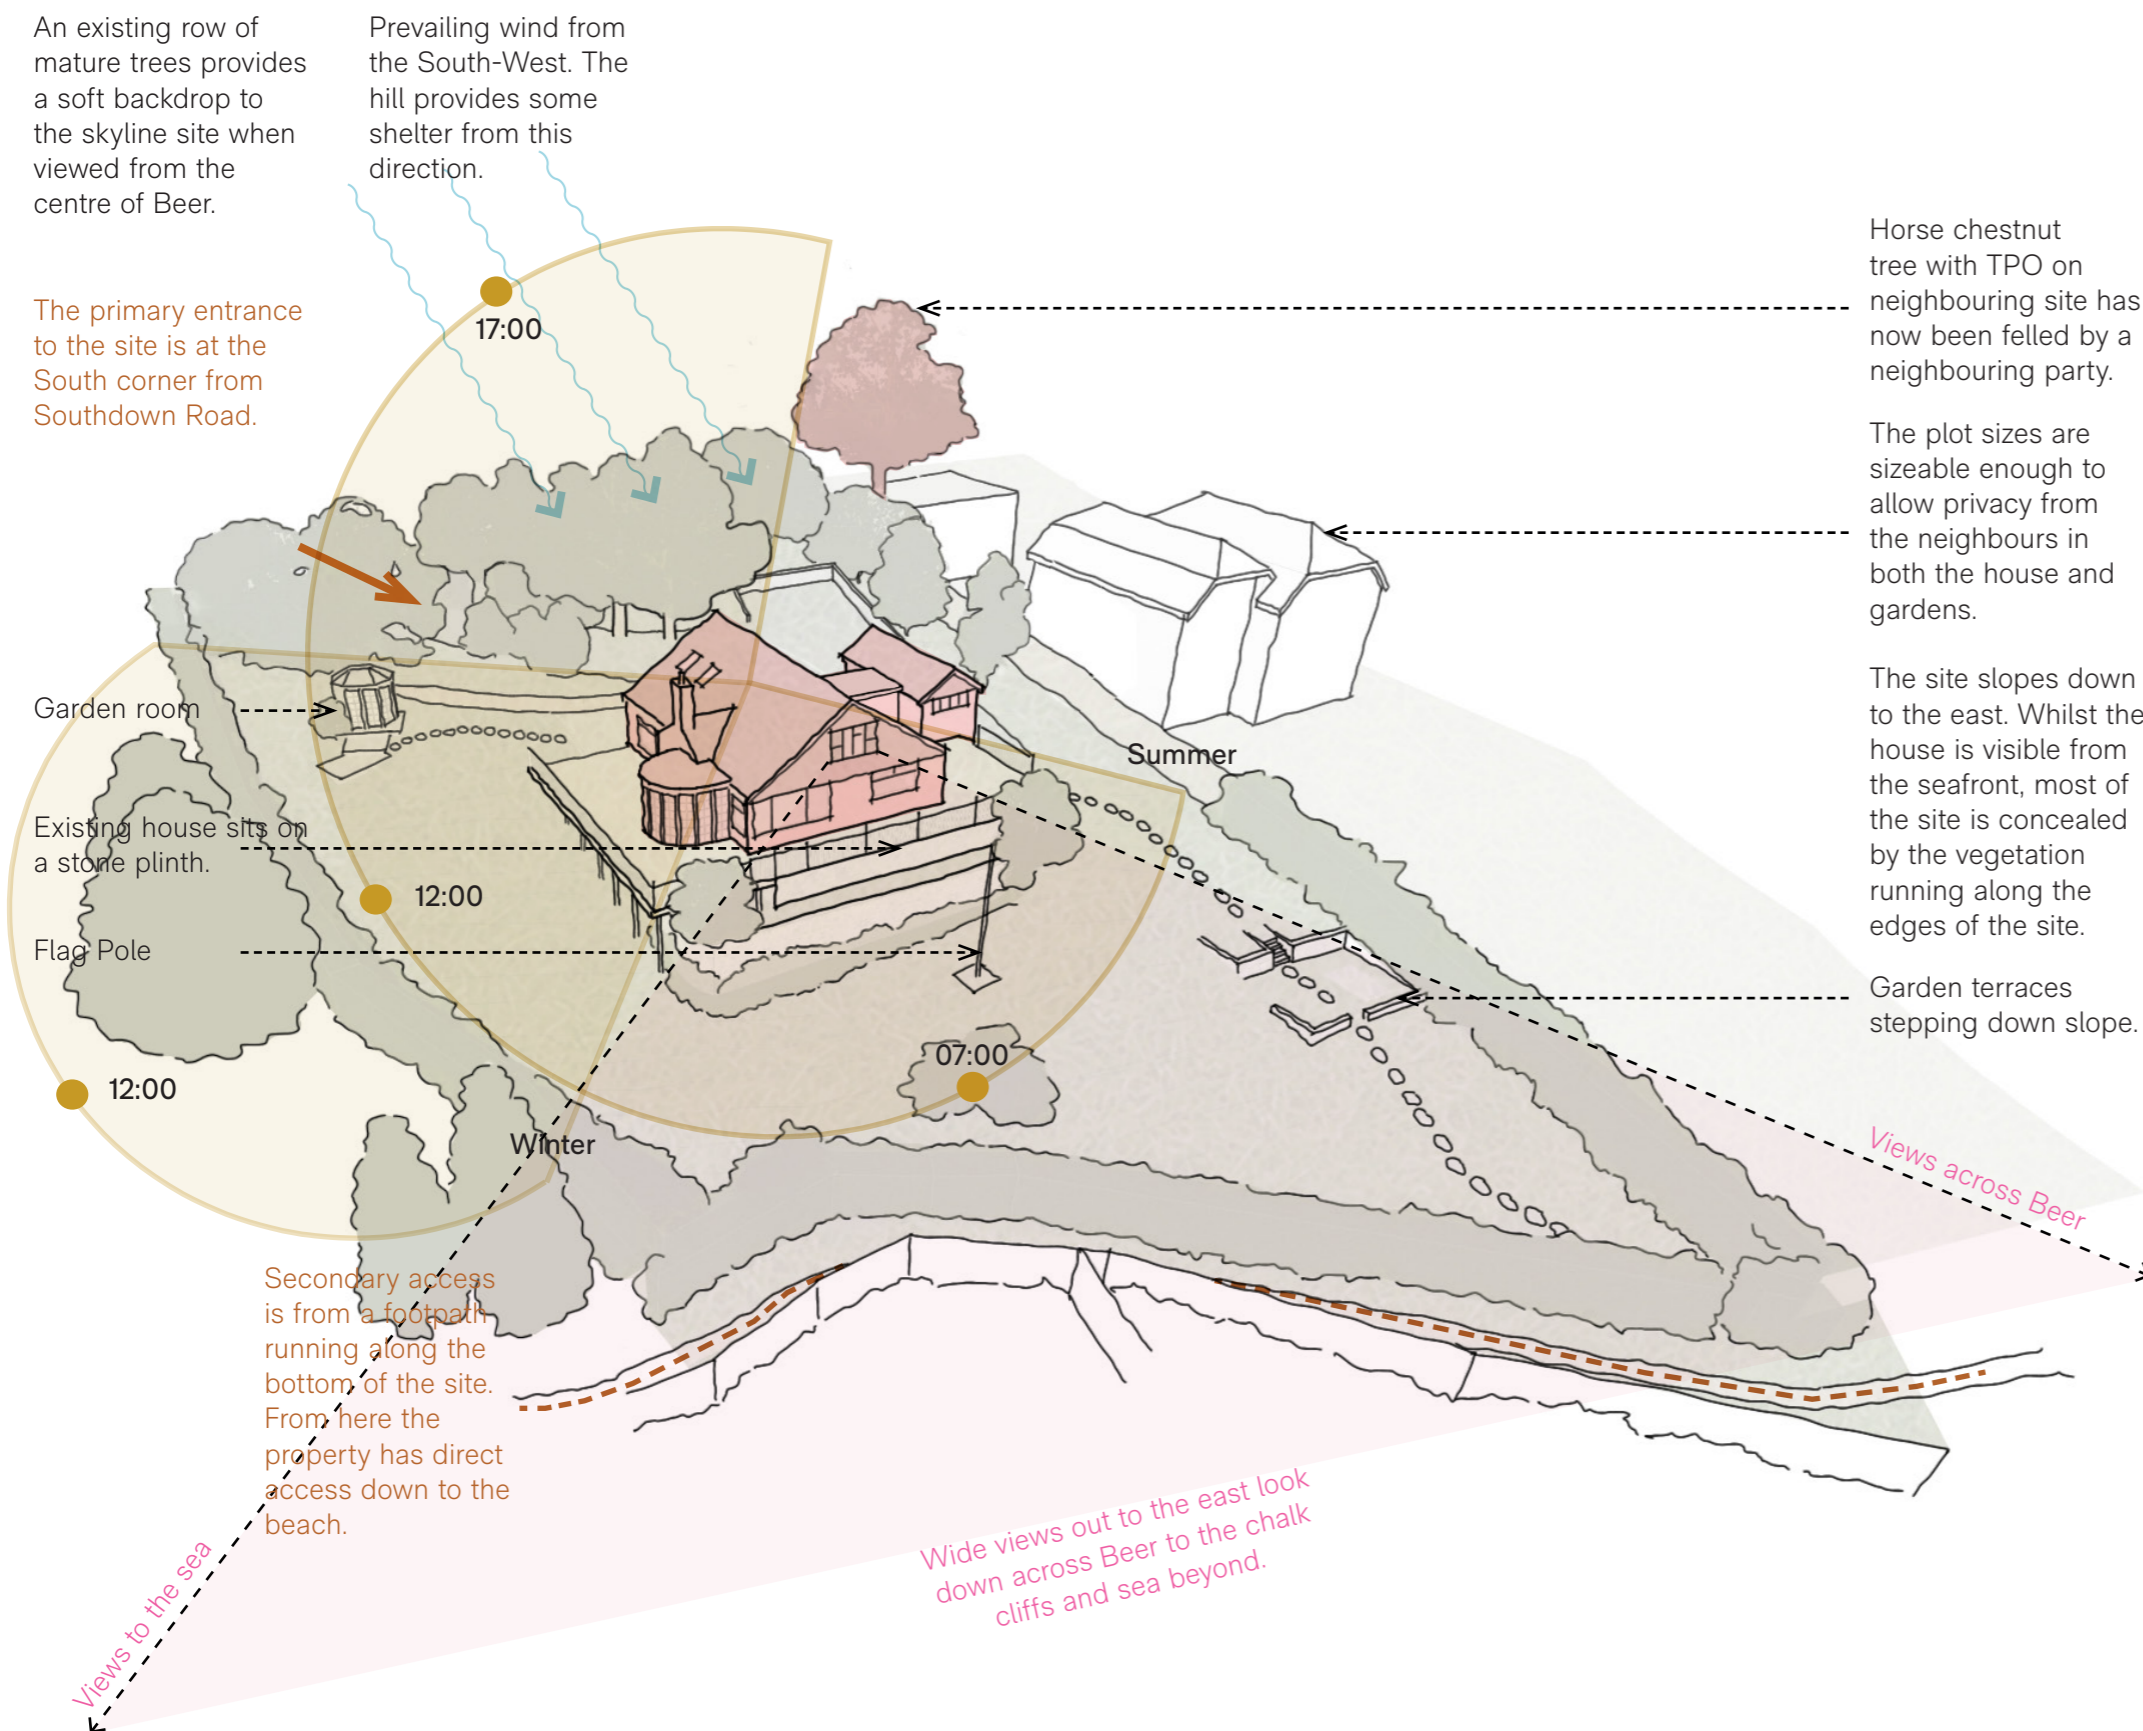 An existing row of
mature trees provides
a soft backdrop to
the skyline site when
viewed from the
centre of Beer.
Prevailing wind from
the South-West. The
hill provides some
shelter from this
direction.
The primary entrance
to the site is at the
South corner from
Southdown Road.
17:00
Horse chestnut
tree with TPO on
neighbouring site has
now been felled by a
neighbouring party.
The plot sizes are
sizeable enough to
allow privacy from
the neighbours in
both the house and
gardens.
The site slopes down
to the east. Whilst the
house is visible from
the seafront, most of
the site is concealed
by the vegetation
running along the
edges of the site.
Garden terraces
stepping down slope.
Garden room
Summer
Existing house sits on
a stone plinth.
12:00
Flag Pole
07:00
12:00
Winter
Views across Beer
Secondary access
is from a footpath
running along the
bottom of the site.
From here the
property has direct
access down to the
beach.
Views to the sea
Wide views out to the east look
down across Beer to the chalk
cliffs and sea beyond.